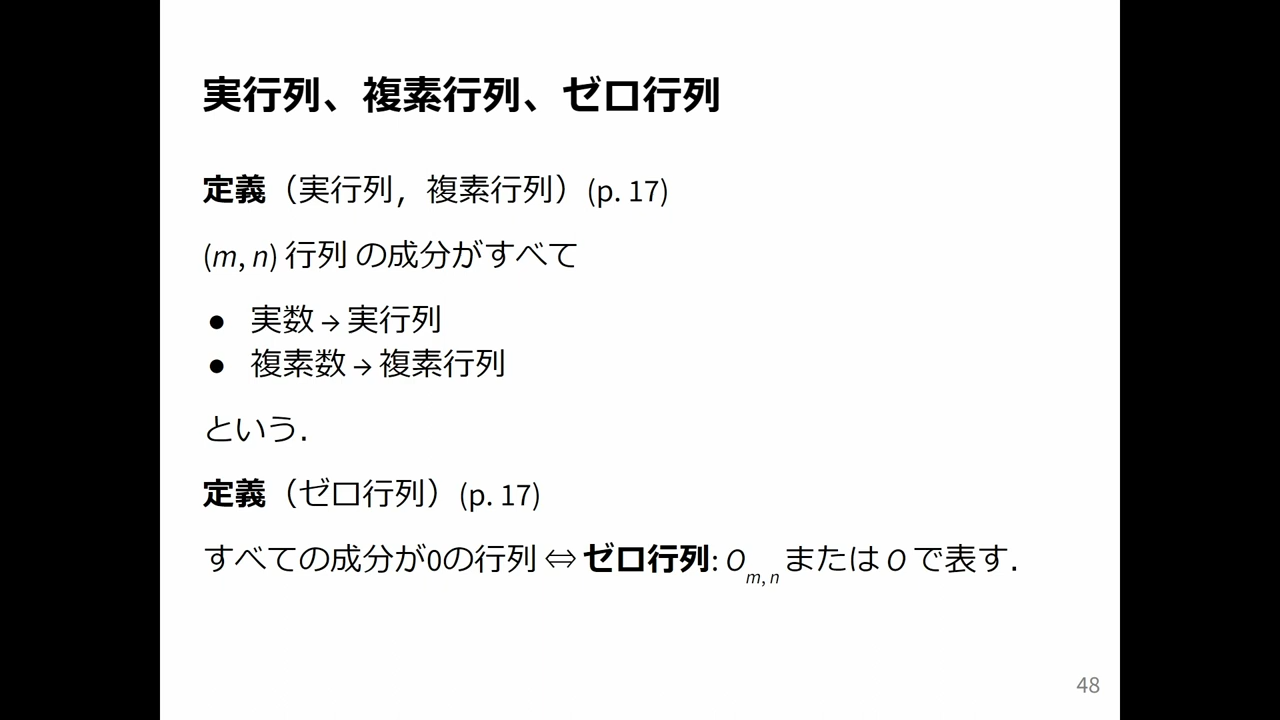 実行列、複素行列、ゼロ行列
定義（実行列，複素行列）(p. 17)
(m, n) 行列 の成分がすべて
● 実数 → 実行列
● 複素数 → 複素行列
という．
定義（ゼロ行列）(p. 17)
すべての成分が0の行列 ⇔ ゼロ行列: O m, n または O で表す．
48